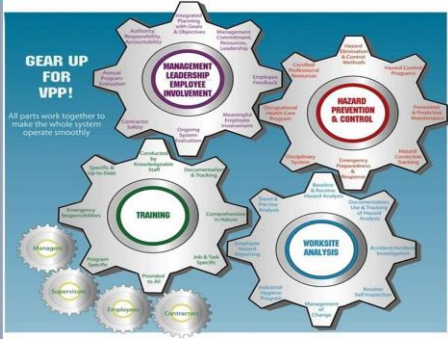 GEAR UP
FOR
VPP!
All parts work together to
make the whole system
operate smoothly
MANAGEMENT
LEADERSHIP
EMPLOYEE
INVOLVEMENT
Integrated
Planning
with Goals
& Objectives
Management
Commitment,
Resources,
Leadership
Employee
Feedback
Meaningful
Employee
Involvement
Ongoing
System
Evaluation
Contractor
Safety
Annual
Program
Evaluation
Authority,
Responsibility,
Accountability
HAZARD
PREVENTION
& CONTROL
Hazard
Elimination
& Control
Methods
Hazard Control
Programs
Preventive
& Predictive
Maintenance
Hazard
Correction
Tracking
Emergency
Preparedness
&
Response
Disciplinary
System
Occupational
Health Care
Program
Certified
Professional
Resources
TRAINING
Conducted
by
Knowledgeable
Staff
Documentation
& Tracking
Comprehensive
in Nature
Job & Task
Specific
Provided
to All
Program
Specific
Emergency
Responsibilities
Specific &
Up-to-Date
WORKSITE
ANALYSIS
Baseline
& Routine
Hazard Analysis
Documentation,
Use & Tracking
of Hazard
Analysis
Accident/Incident
Investigation
Routine
Self-Inspection
Management
of
Change
Industrial
Hygiene
Program
Employee
Hazard
Reporting
Trend &
Pre-Use
Analysis
Managers
Supervisors
Employees
Contractors